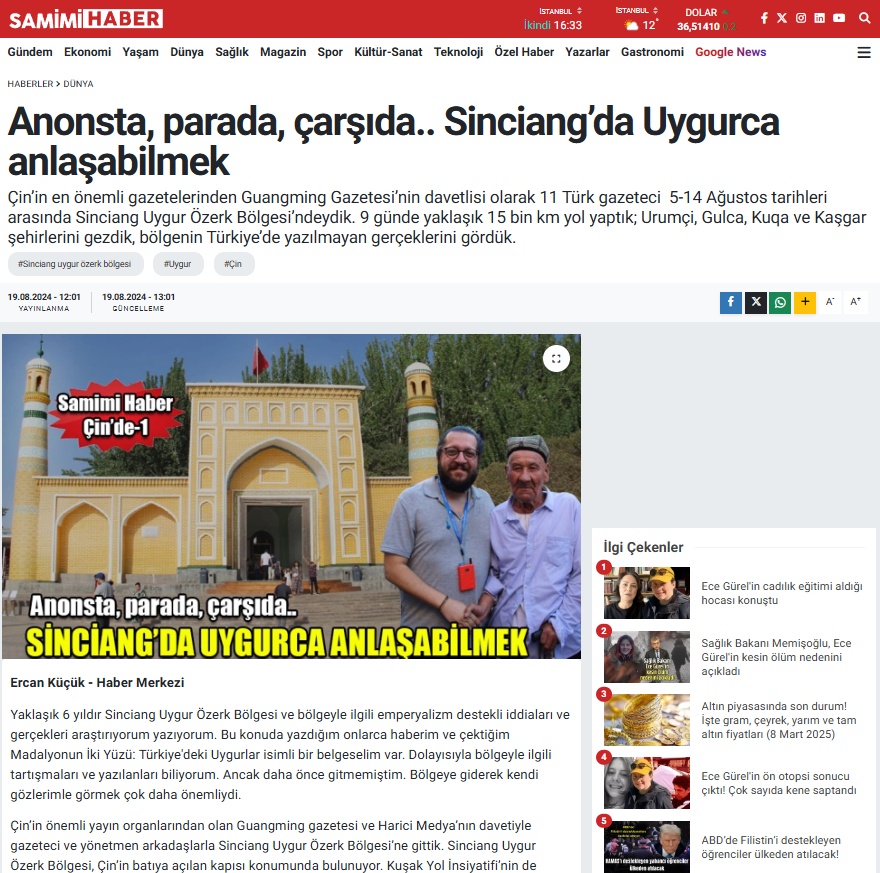 SAMİMİ HABER
İSTANBUL
İkindi 16:33
İSTANBUL
12°
DOLAR
36,51410 0.2
Gündem Ekonomi Yaşam Dünya Sağlık Magazin Spor Kültür-Sanat Teknoloji Özel Haber Yazarlar Gastronomi Google News
HABERLER > DÜNYA
Anonsta, parada, çarşıda.. Sinciang’da Uygurca
anlaşabilmek
Çin’in en önemli gazetelerinden Guangming Gazetesi’nin davetlisi olarak 11 Türk gazeteci 5-14 Ağustos tarihleri
arasında Sinciang Uygur Özerk Bölgesi’ndeydik. 9 günde yaklaşık 15 bin km yol yaptık; Urumçi, Gulca, Kuqa ve Kaşgar
şehirlerini gezdik, bölgenin Türkiye’de yazılmayan gerçeklerini gördük.
#Sinciang uygur özerk bölgesi #Uygur #Çin
19.08.2024 - 12:01
YAYINLANMA
19.08.2024 - 13:01
GÜNCELLEME
A- A+
Samimi Haber
Çin’de-1
Anonsta, parada, çarşıda..
SİNCİANG’DA UYGURCA ANLAŞABİLMEK
Ercan Küçük - Haber Merkezi
Yaklaşık 6 yıldır Sinciang Uygur Özerk Bölgesi ve bölgeyle ilgili emperyalizm destekli iddiaları ve
gerçekleri araştırıyorum yazıyorum. Bu konuda yazdığım onlarca haberim ve çektiğim
Madalyonun İki Yüzü: Türkiye'deki Uygurlar isimli bir belgeselim var. Dolayısıyla bölgeyle ilgili
tartışmaları ve yazılanları biliyorum. Ancak daha önce gitmemiştim. Bölgeye giderek kendi
gözlerimle görmek çok daha önemliydi.
Çin’in önemli yayın organlarından olan Guangming gazetesi ve Harici Medya’nın davetiyle
gazeteci ve yönetmen arkadaşlarla Sinciang Uygur Özerk Bölgesi’ne gittik. Sinciang Uygur
Özerk Bölgesi, Çin’in batıya açılan kapısı konumunda bulunuyor. Kuşak Yol İnsiyatifi’nin de
İlgi Çekenler
1
Ece Gürel'in cadılık eğitimi aldığı
hocası konuştu
2
Sağlık Bakanı Memişoğlu, Ece
Gürel'in kesin ölüm nedenini
açıkladı
3
Altın piyasasında son durum!
İşte gram, çeyrek, yarım ve tam
altın fiyatları (8 Mart 2025)
4
Ece Gürel'in ön otopsi sonucu
çıktı! Çok sayıda kene saptandı
5
ABD'de Filistin'i destekleyen
öğrenciler ülkeden atılacak!